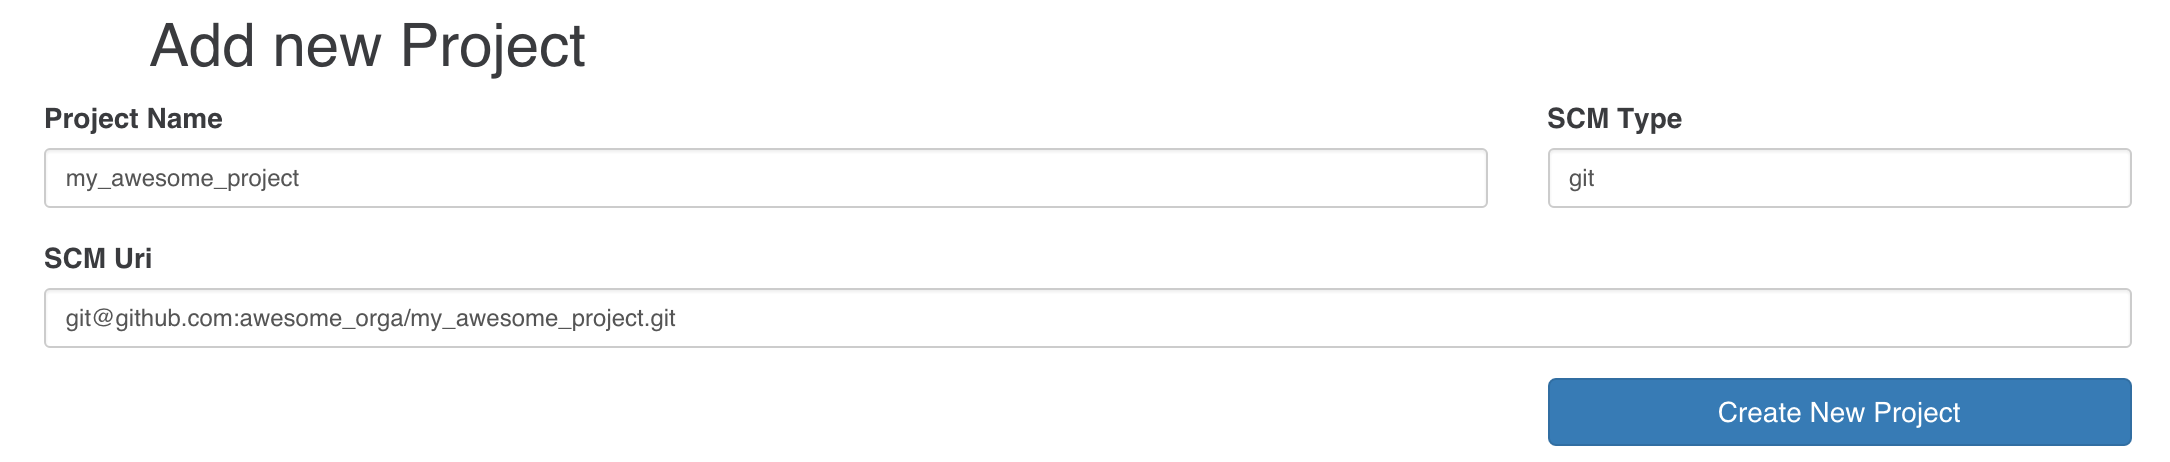 Add new Project
Project Name
SCM Type
my_awesome_project
git
SCM Uri
git@github.com:awesome_orga/my_awesome_project.git
Create New Project